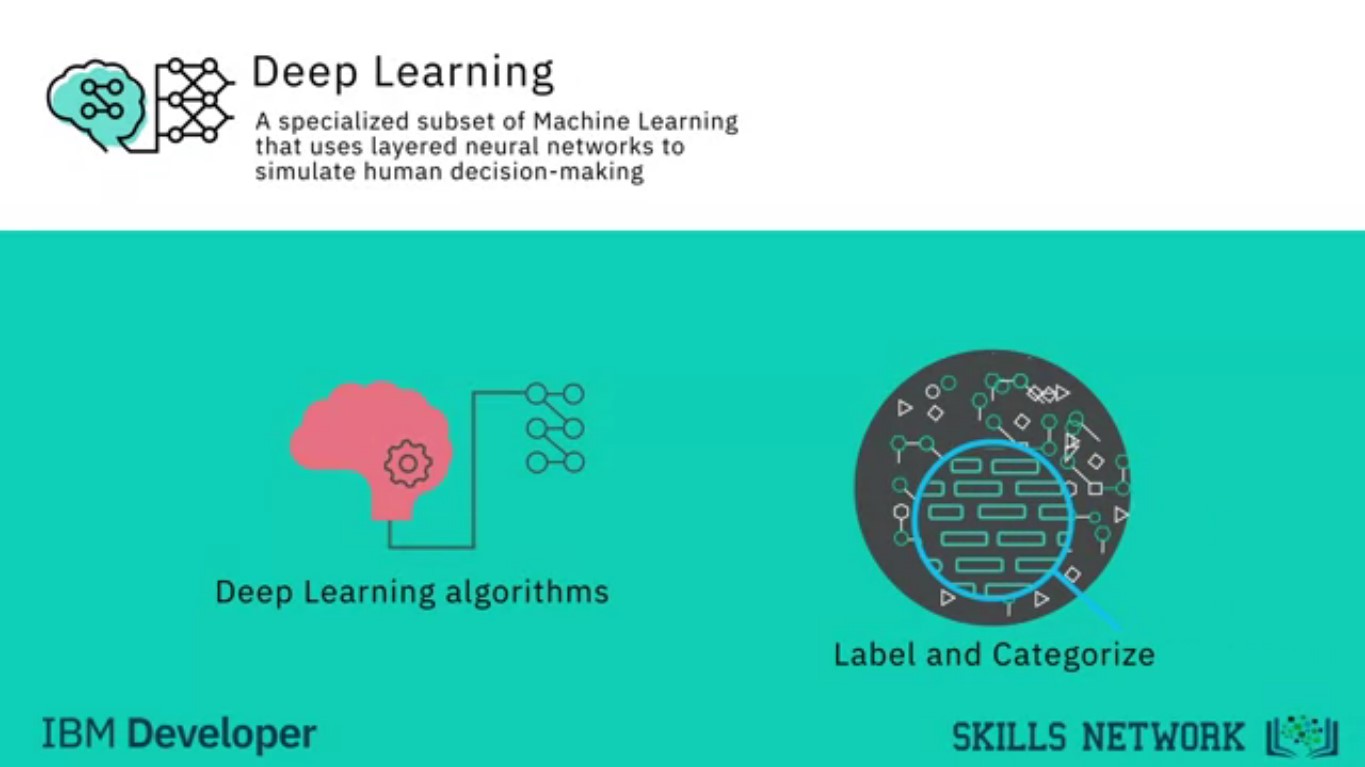 Deep Learning
A specialized subset of Machine Learning
that uses layered neural networks to
simulate human decision-making
Deep Learning algorithms
Label and Categorize
IBM Developer
SKILLS NETWORK